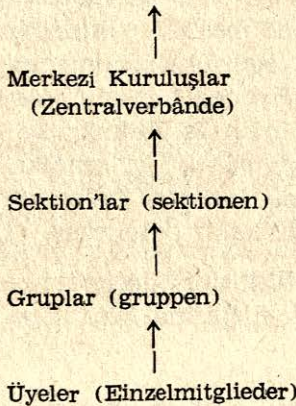 Merkezi Kuruluşlar
(Zentralverbânde)
Sektion'lar (sektionen)
Gruplar (gruppen)
Üyeler (Einzelmitglieder)